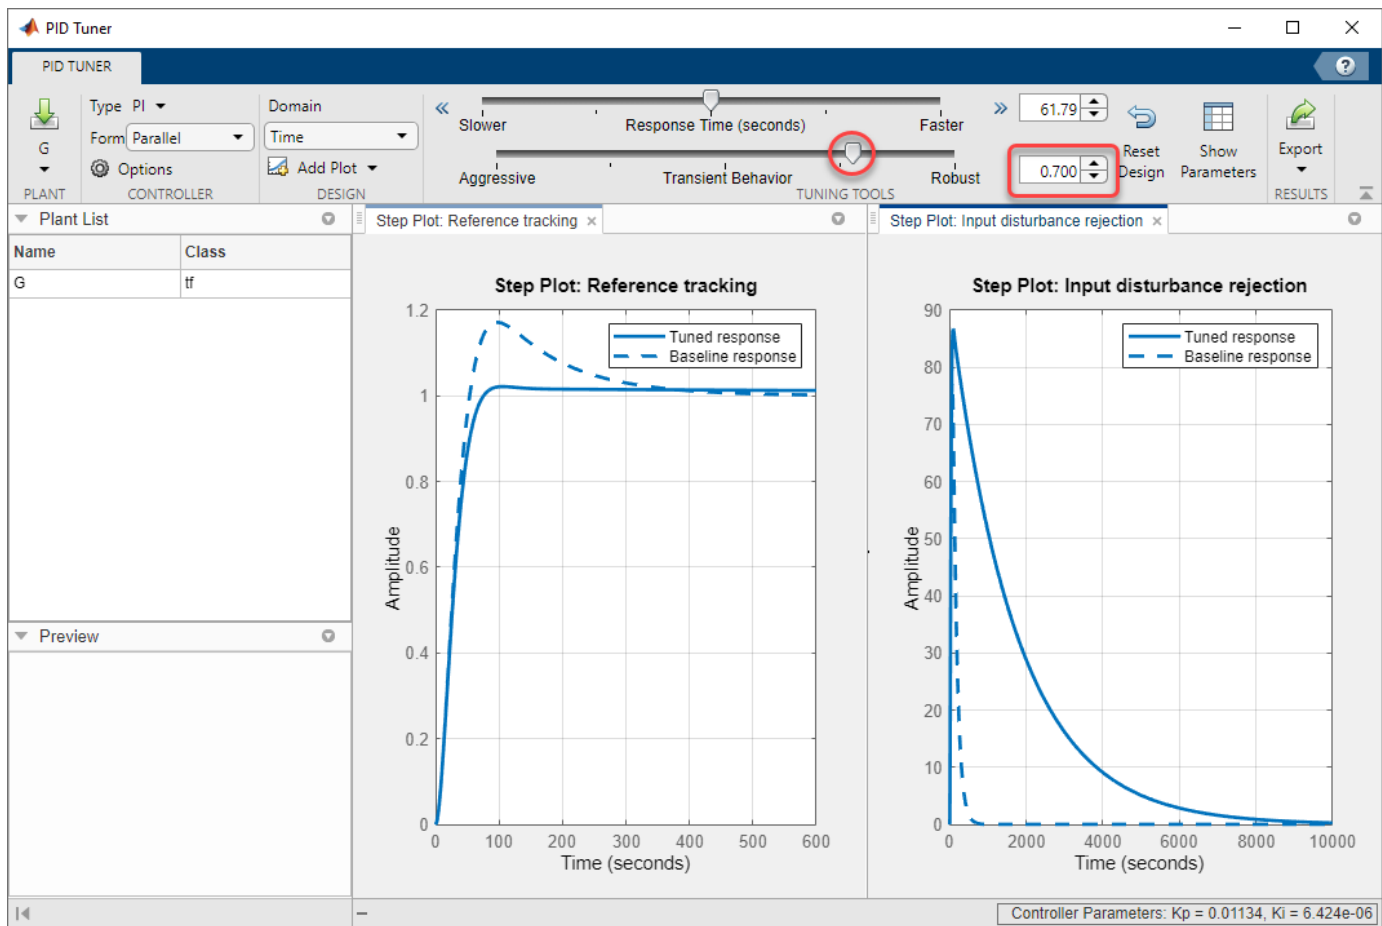 PID Tuner
PID TUNER
?
G
PLANT
Type PI
Form Parallel
Options
CONTROLLER
Domain
Time
Add Plot
DESIGN
Slower Response Time (seconds) Faster
61.79
Aggressive Transient Behavior Robust
0.700
TUNING TOOLS
Reset
Design
Show
Parameters
Export
RESULTS
Plant List
Name Class
G tf
Preview
Step Plot: Reference tracking
Step Plot: Reference tracking
Tuned response
Baseline response
1.2
1
0.8
0.6
0.4
0.2
0
Amplitude
0 100 200 300 400 500 600
Time (seconds)
Step Plot: Input disturbance rejection
Step Plot: Input disturbance rejection
Tuned response
Baseline response
90
80
70
60
50
40
30
20
10
0
Amplitude
0 2000 4000 6000 8000 10000
Time (seconds)
Controller Parameters: Kp = 0.01134, Ki = 6.424e-06